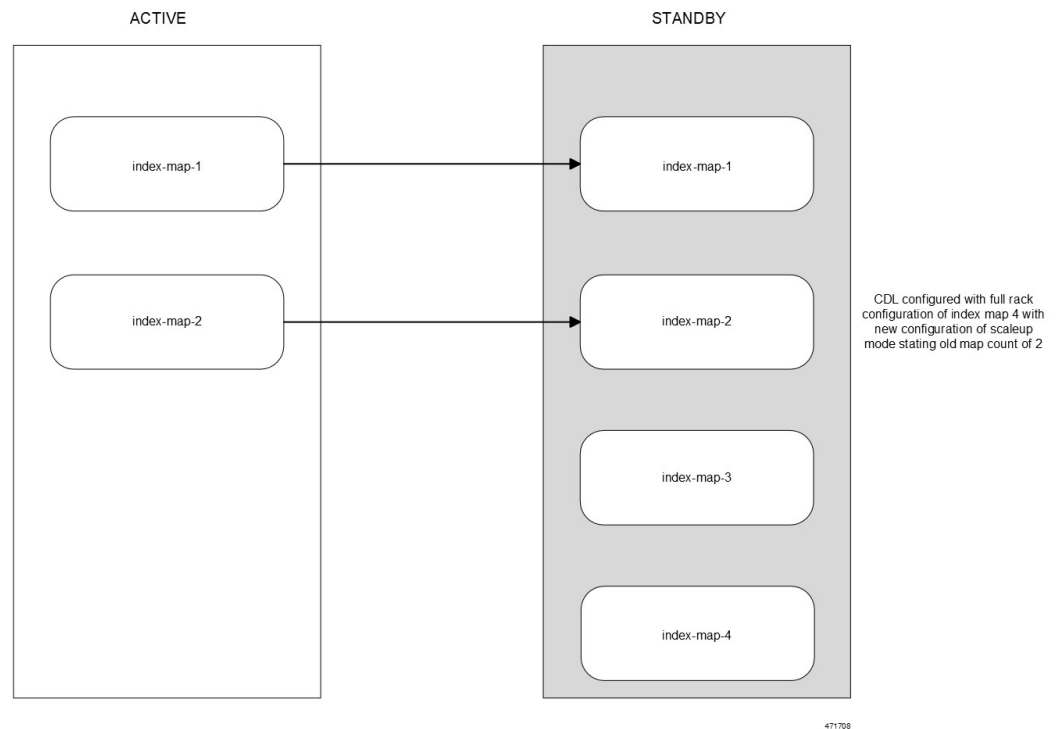 ACTIVE
STANDBY
index-map-1
index-map-1
index-map-2
index-map-2
CDL configured with full rack
configuration of index map 4 with
new configuration of scaleup
mode stating old map count of 2
index-map-3
index-map-4
471708